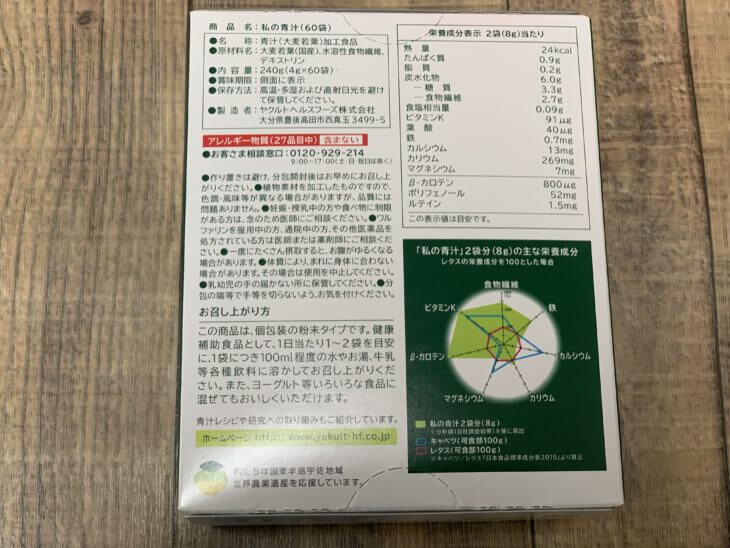 商 品 名：私の青汁(60袋)
●名　　　称：青汁(大麦若葉)加工食品
●原材料名：大麦若葉(国産)、水溶性食物繊維、
デキストリン
●内 容 量：240g(4g×60袋)
●賞味期限：側面に表示
●保存方法：高温・多湿および直射日光を避け
て保管してください。
●製 造 者：ヤクルトヘルスフーズ株式会社
大分県豊後高田市西真玉3499-5
アレルギー物質(27品目中) 含まない
●お客さま相談窓口：0120-929-214
9:00〜17:00(土・日・祝日は除く)
●作り置きは避け、分包開封後はお早めにお召し上
がりください。●植物素材を加工したものですので、
色調・風味等が異なる場合がありますが、品質には
問題ありません。●妊娠・授乳中の方や食べ物に制限
がある方は、念のため医師にご相談ください。●ワル
ファリンを服用中の方、通院中の方、その他医薬品を
処方されている方は医師または薬剤師にご相談くださ
い。●一度にたくさん摂取すると、お腹がゆるくなる
場合があります。●体質により、まれに身体に合わない
場合があります。その場合は使用を中止してください。
●乳幼児の手の届かない所に保管してください。●分
包の端等で手等を切らないよう、お気を付けください。
お召し上がり方
この商品は、個包装の粉末タイプです。健康
補助食品として、1日当たり1〜2袋を目安
に、1袋につき100ml程度の水やお湯、牛乳
等各種飲料に溶かしてお召し上がりくださ
い。また、ヨーグルト等いろいろな食品に
混ぜてもおいしくいただけます。
青汁レシピや研究への取り組みもご紹介しています。
ホームページ http://www.yakult-hf.co.jp
私たちは国東半島宇佐地域
世界農業遺産を応援しています。
栄養成分表示 2袋(8g)当たり
熱　量 24kcal
たんぱく質 0.9g
脂　質 0.2g
炭水化物 6.0g
－糖　質 3.3g
－食物繊維 2.7g
食塩相当量 0.09g
ビタミンK 91μg
葉　酸 40μg
鉄 0.7mg
カルシウム 13mg
カリウム 269mg
マグネシウム 7mg
β-カロテン 800μg
ポリフェノール 52mg
ルテイン 1.5mg
この表示値は目安です。
「私の青汁」2袋分(8g)の主な栄養成分
レタスの栄養成分を100とした場合
食物繊維
ビタミンK
鉄
β-カロテン
カルシウム
マグネシウム
カリウム
私の青汁2袋分(8g)
※分析値(自社調査結果)を基に算出
キャベツ(可食部100g)
レタス(可食部100g)
※キャベツ/レタス「日本食品標準成分表2015」より算出